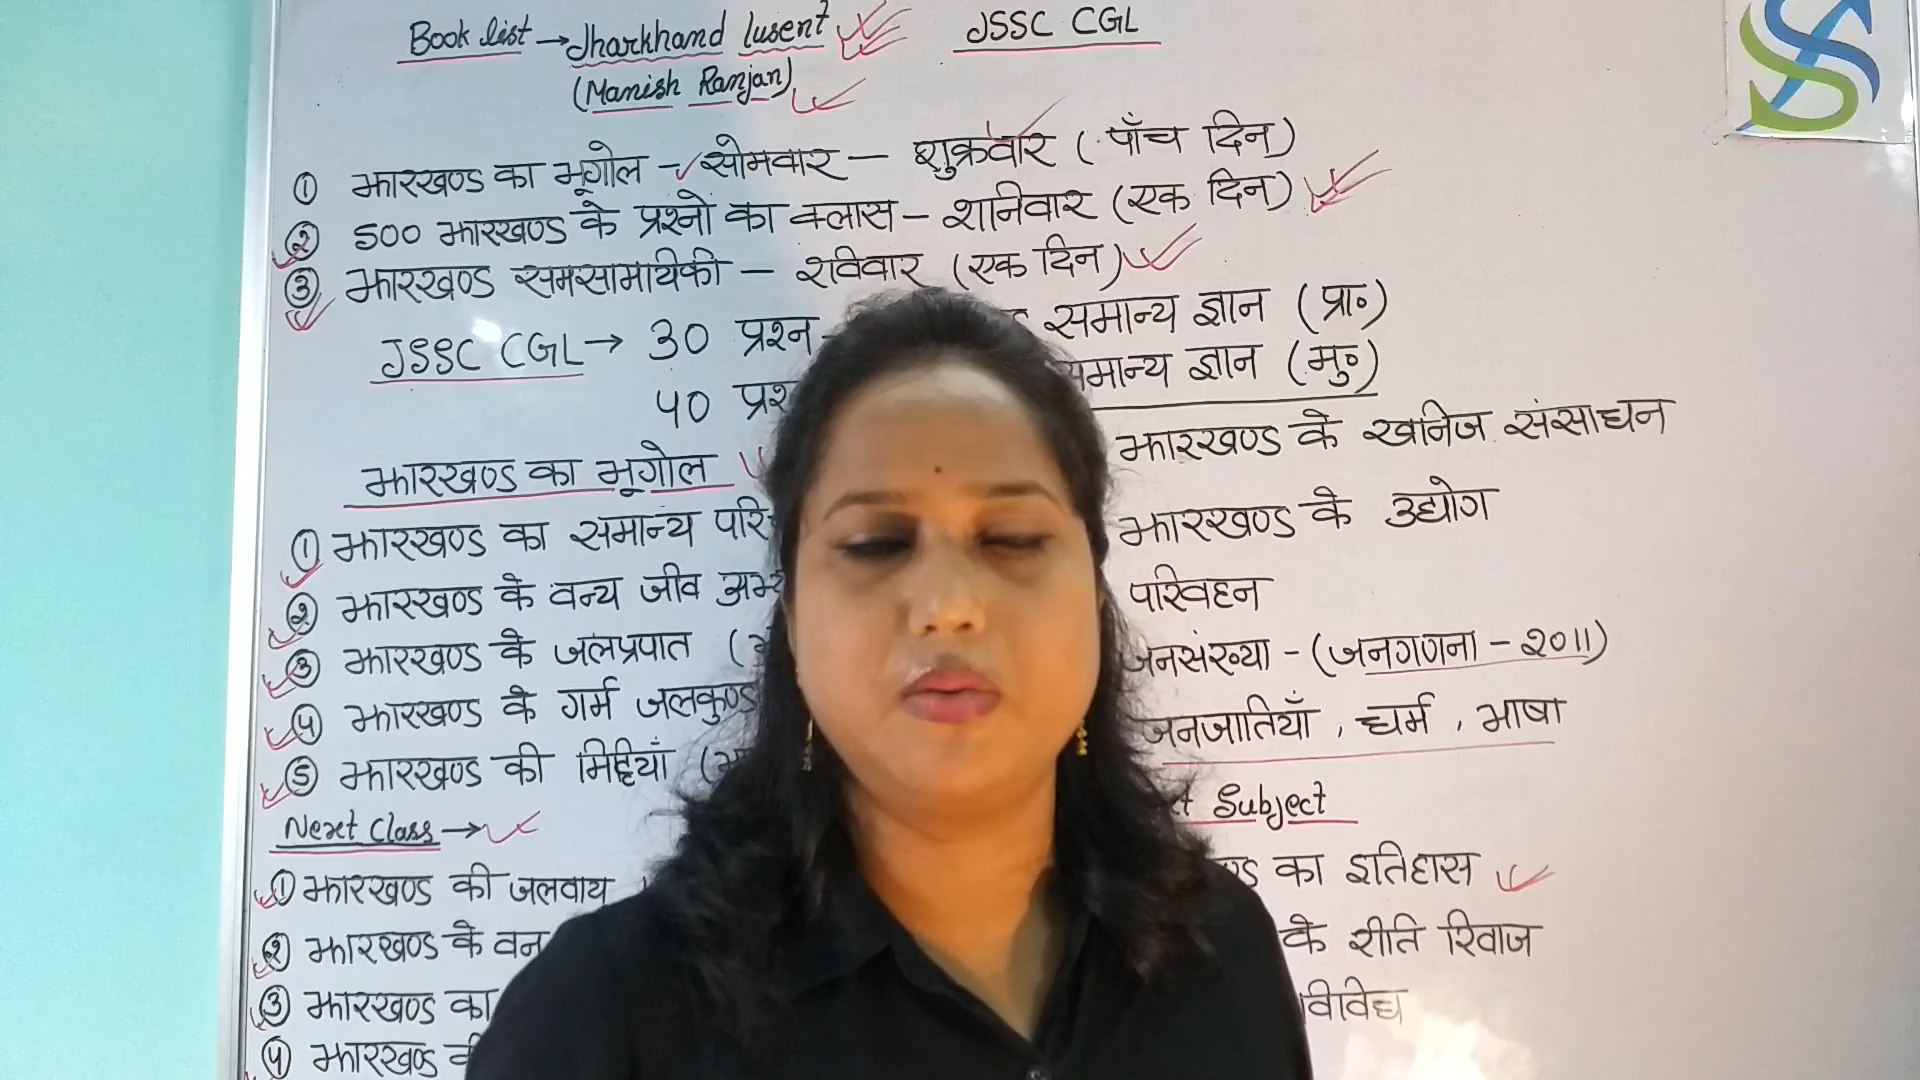 Book list → Jharkhand lusent
JSSC CGL
(Manish Ranjan)
① झारखण्ड का भूगोल - सोमवार - शुक्रवार ( पाँच दिन)
② 500 झारखण्ड के प्रश्नों का क्लास - शनिवार (एक दिन)
③ झारखण्ड समसामायिकी - रविवार (एक दिन)
JSSC CGL → 30 प्रश्न - समान्य ज्ञान (प्रा॰)
40 समान्य ज्ञान (मु॰)
झारखण्ड का भूगोल
① झारखण्ड का समान्य
② झारखण्ड के वन्य जीव
③ झारखण्ड के जलप्रपात (
④ झारखण्ड के गर्म जलकुण्ड
⑤ झारखण्ड की मिट्टियाँ (
Next Class →
① झारखण्ड की जलवायु
② झारखण्ड के वन
③ झारखण्ड का
④ झारखण्ड की
झारखण्ड के खनिज संसाधन
झारखण्ड के उद्योग
परिवहन
जनसंख्या - (जनगणना - 2011)
जनजातियाँ , धर्म , भाषा
Subject
का इतिहास
के रीति रिवाज
विविध